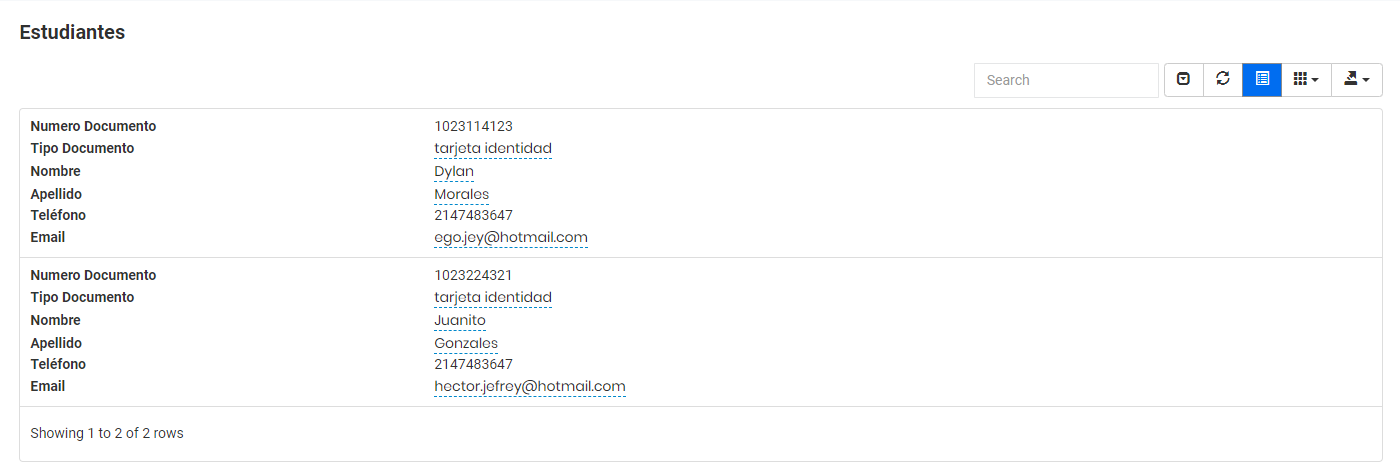 Estudiantes
Search
Numero Documento 1023114123
Tipo Documento tarjeta identidad
Nombre Dylan
Apellido Morales
Teléfono 2147483647
Email ego.jey@hotmail.com
Numero Documento 1023224321
Tipo Documento tarjeta identidad
Nombre Juanito
Apellido Gonzales
Teléfono 2147483647
Email hector.jefrey@hotmail.com
Showing 1 to 2 of 2 rows